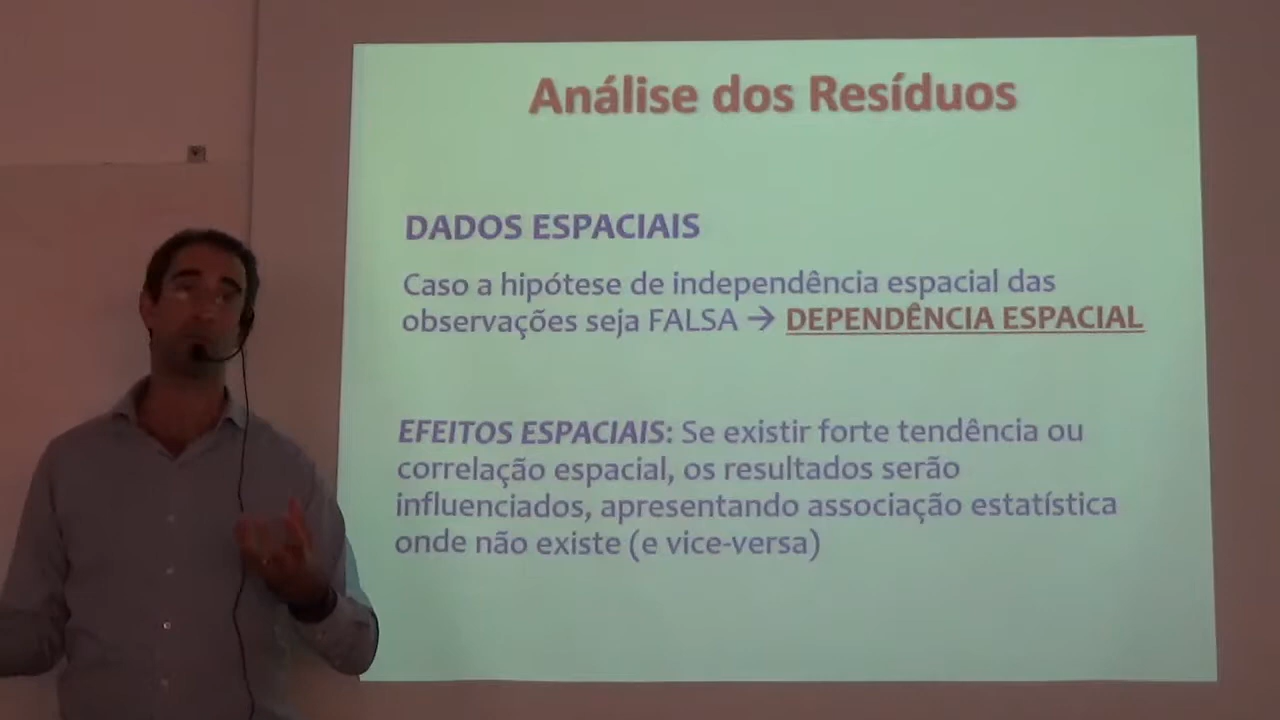 Análise dos Resíduos
DADOS ESPACIAIS
Caso a hipótese de independência espacial das
observações seja FALSA → DEPENDÊNCIA ESPACIAL
EFEITOS ESPACIAIS: Se existir forte tendência ou
correlação espacial, os resultados serão
influenciados, apresentando associação estatística
onde não existe (e vice-versa)